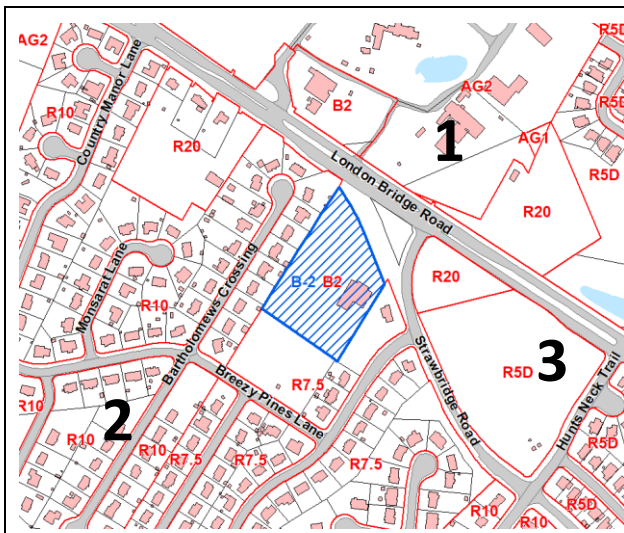 AG2
R5D
R10
Country Manor Lane
B2
AG2
1
R5D
R20
AG1
R5D
London Bridge Road
R20
R20
Monsarat Lane
R10
Bartholomews Crossing
B-2 B2
Strawbridge Road
R5D
3
Hunts Neck Trail
Breezy Pines Lane
R7.5
R10
R10
2
R10
R7.5
R7.5
R7.5
R5D
R5D
R10
R10